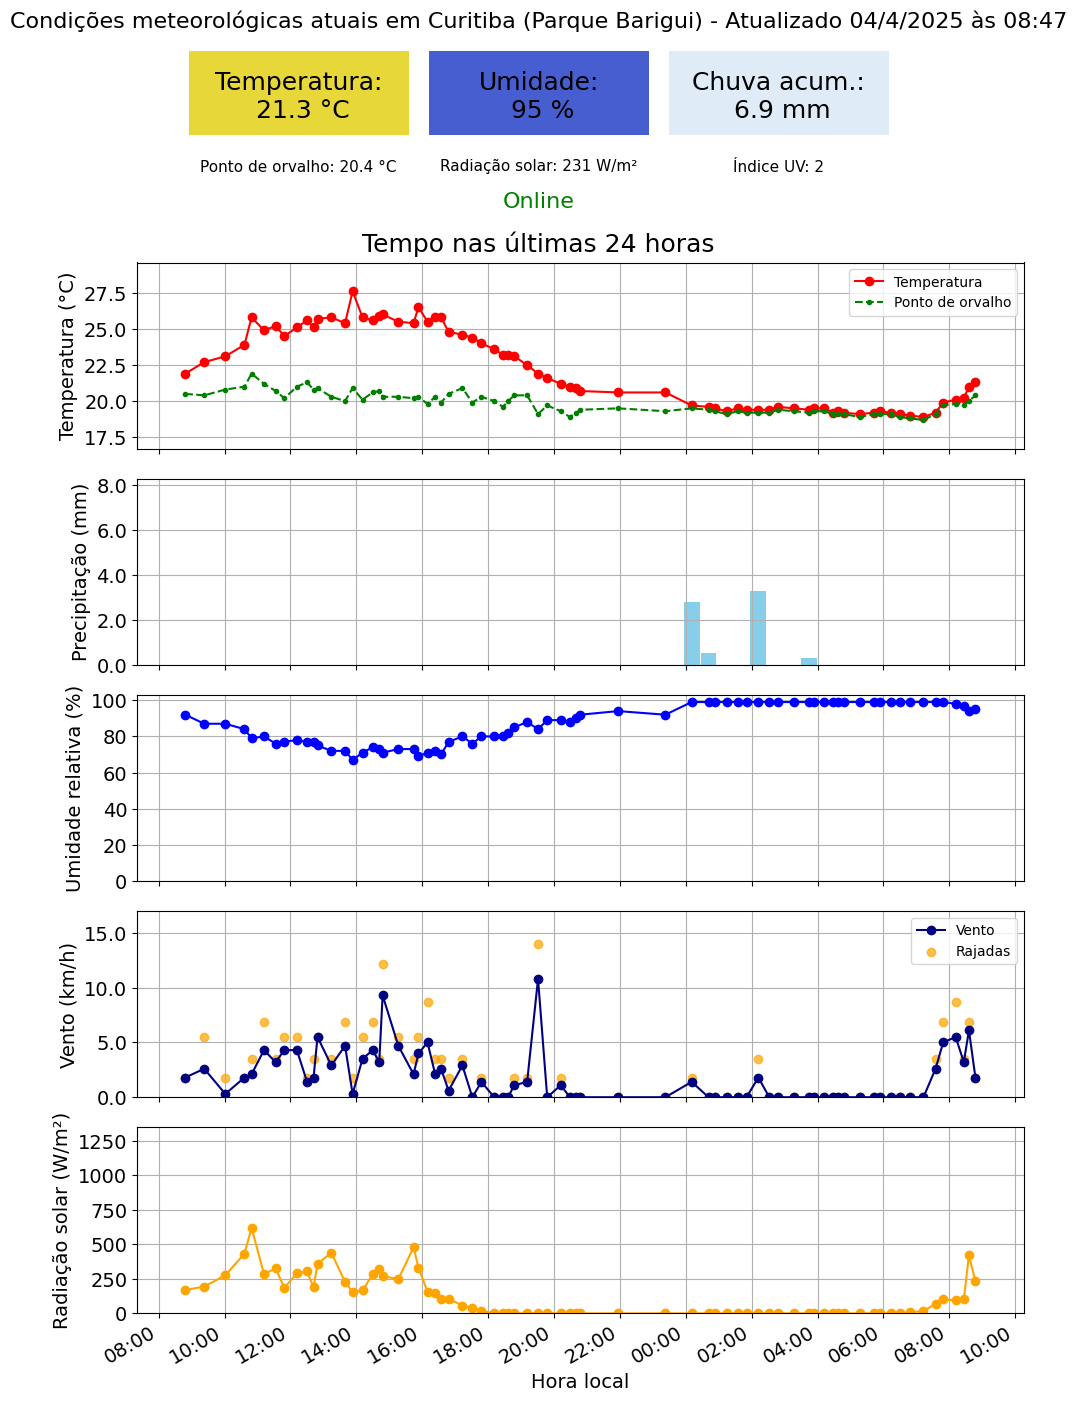 Condições meteorológicas atuais em Curitiba (Parque Barigui) - Atualizado 04/4/2025 às 08:47
Temperatura:
21.3 °C
Umidade:
95 %
Chuva acum.:
6.9 mm
Ponto de orvalho: 20.4 °C
Radiação solar: 231 W/m²
Índice UV: 2
Online
Tempo nas últimas 24 horas
Temperatura (°C)
27.5
25.0
22.5
20.0
17.5
Temperatura
Ponto de orvalho
Precipitação (mm)
8.0
6.0
4.0
2.0
0.0
Umidade relativa (%)
100
80
60
40
20
0
Vento (km/h)
15.0
10.0
5.0
0.0
Vento
Rajadas
Radiação solar (W/m²)
1250
1000
750
500
250
0
08:00
10:00
12:00
14:00
16:00
18:00
20:00
22:00
00:00
02:00
04:00
06:00
08:00
10:00
Hora local